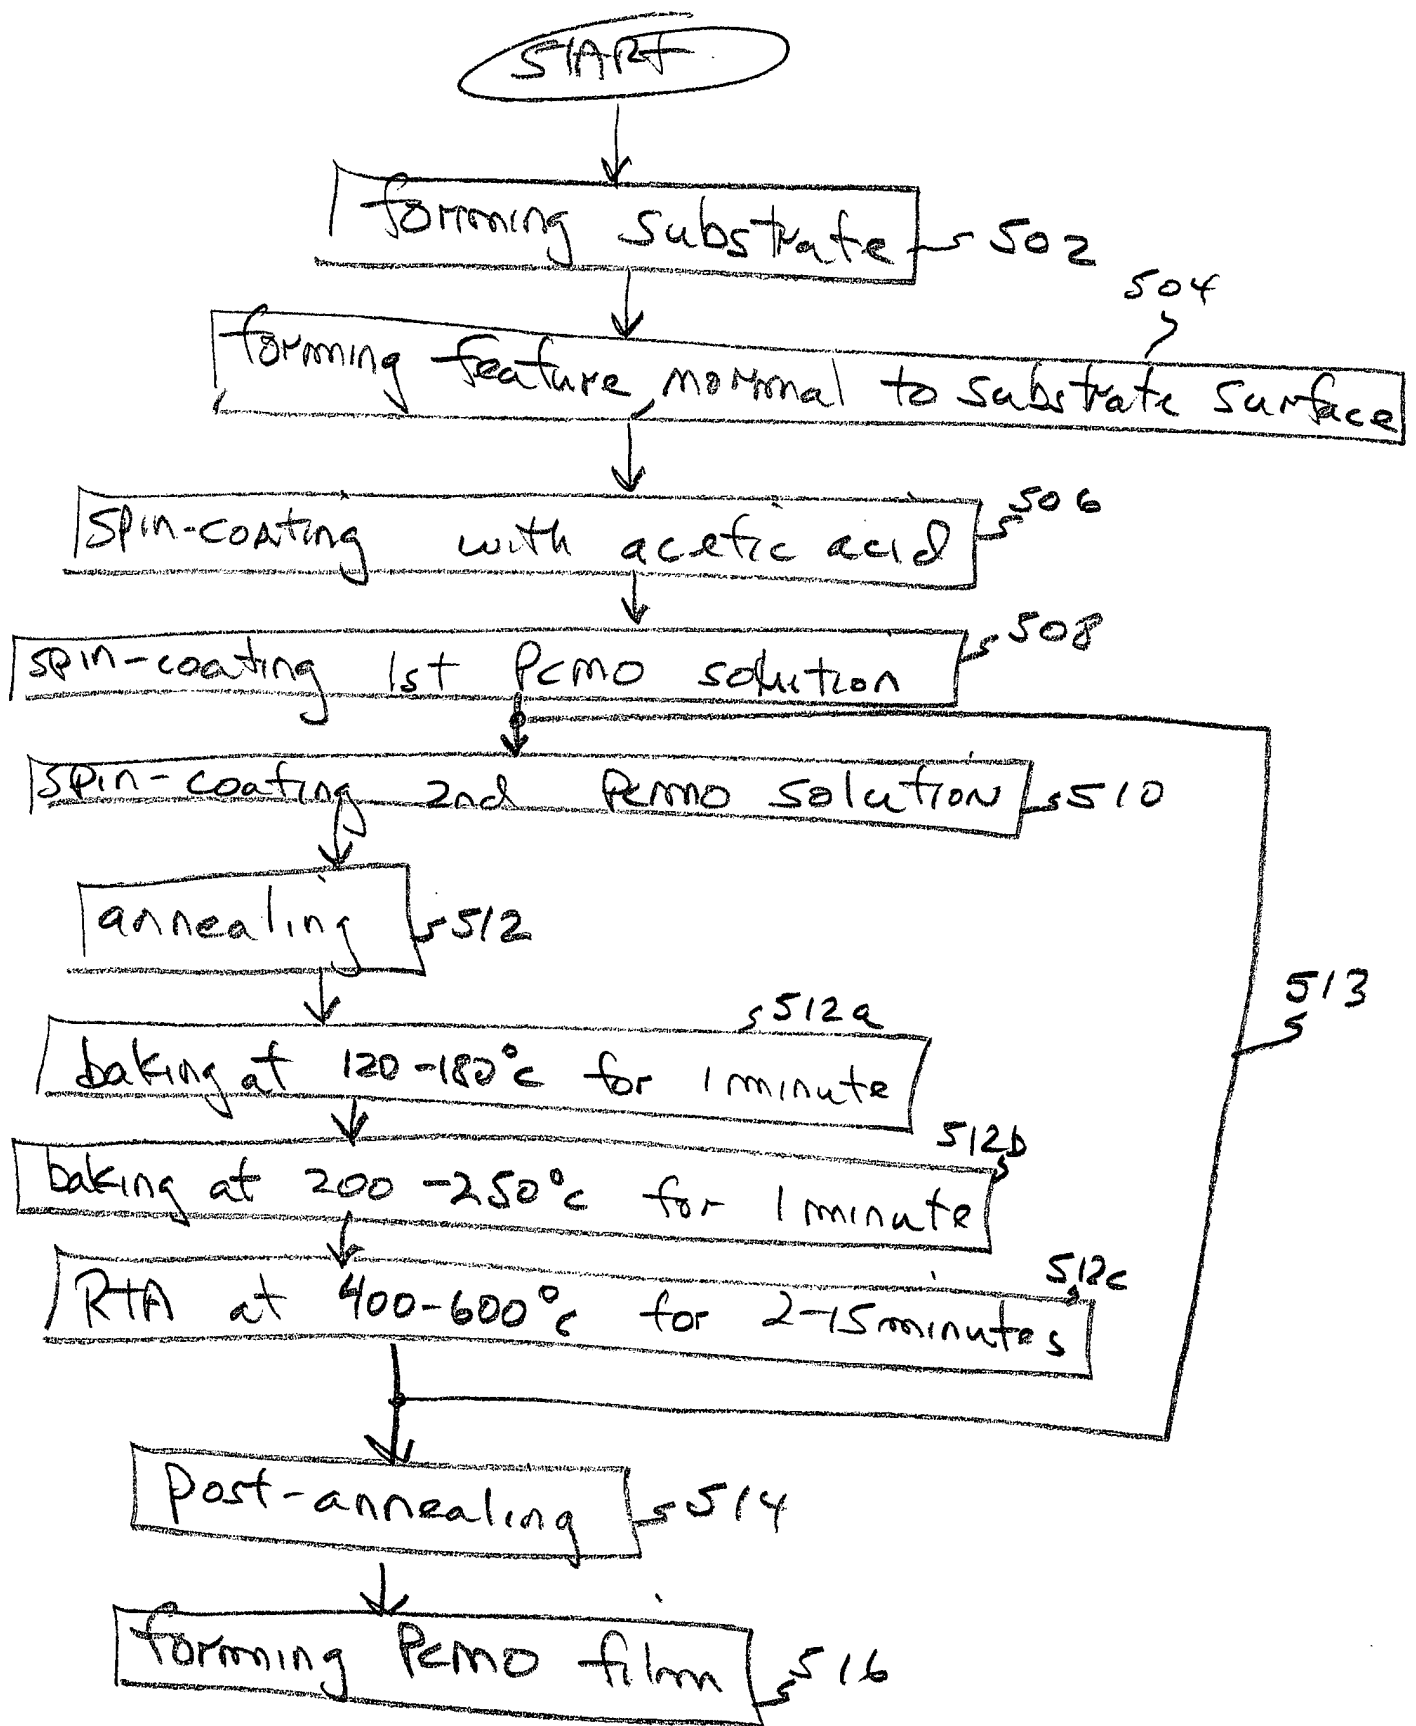 START
forming substrate 502
504
forming feature, normal to substrate surface
spin-coating with acetic acid 506
spin-coating 1st PCMO solution 508
spin-coating 2nd PCMO solution 510
annealing 512
513
512a
baking at 120-180°C for 1 minute
512b
baking at 200-250°C for 1 minute
512c
RTA at 400-600°C for 2-15 minutes
post-annealing 514
forming PCMO film 516